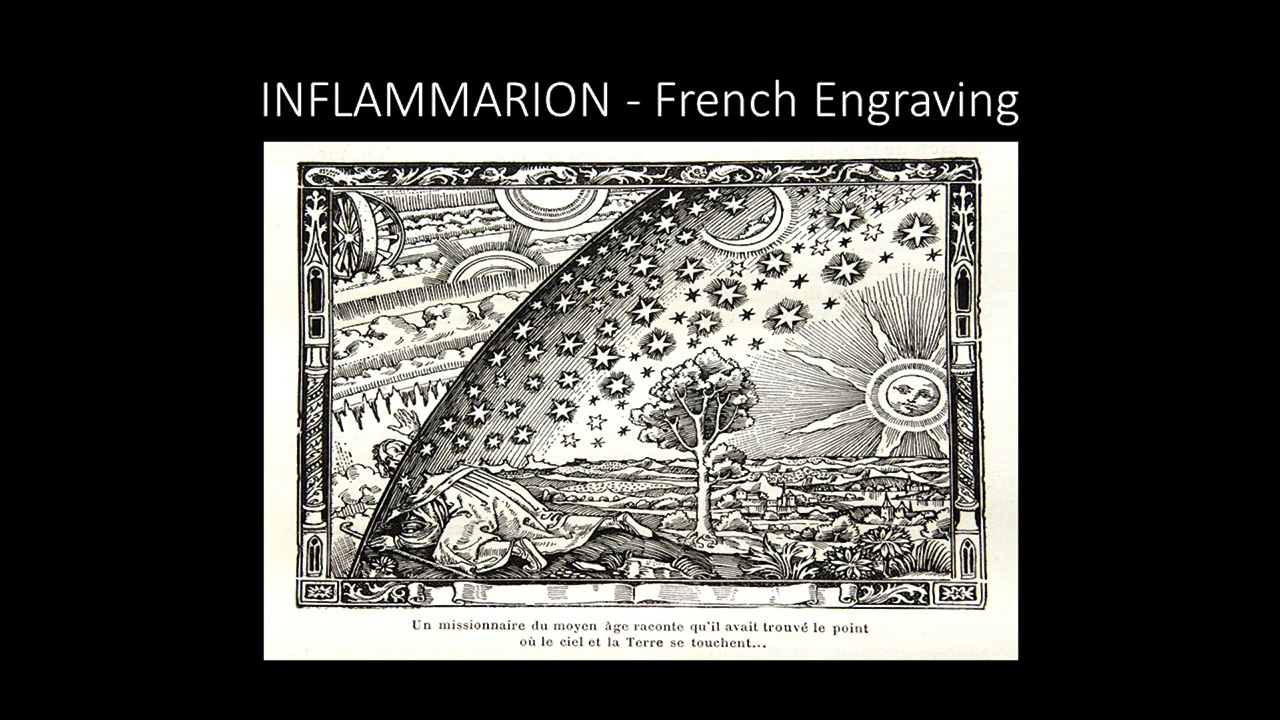 INFLAMMARION - French Engraving
Un missionnaire du moyen âge raconte qu'il avait trouvé le point
où le ciel et la Terre se touchent...